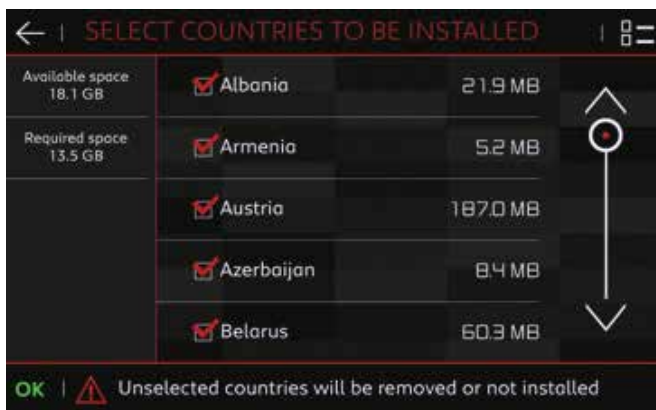 SELECT COUNTRIES TO BE INSTALLED
Available space
18.1 GB
Required space
13.5 GB
Albania 21.9 MB
Armenia 5.2 MB
Austria 187.0 MB
Azerbaijan 8.4 MB
Belarus 60.3 MB
OK Unselected countries will be removed or not installed